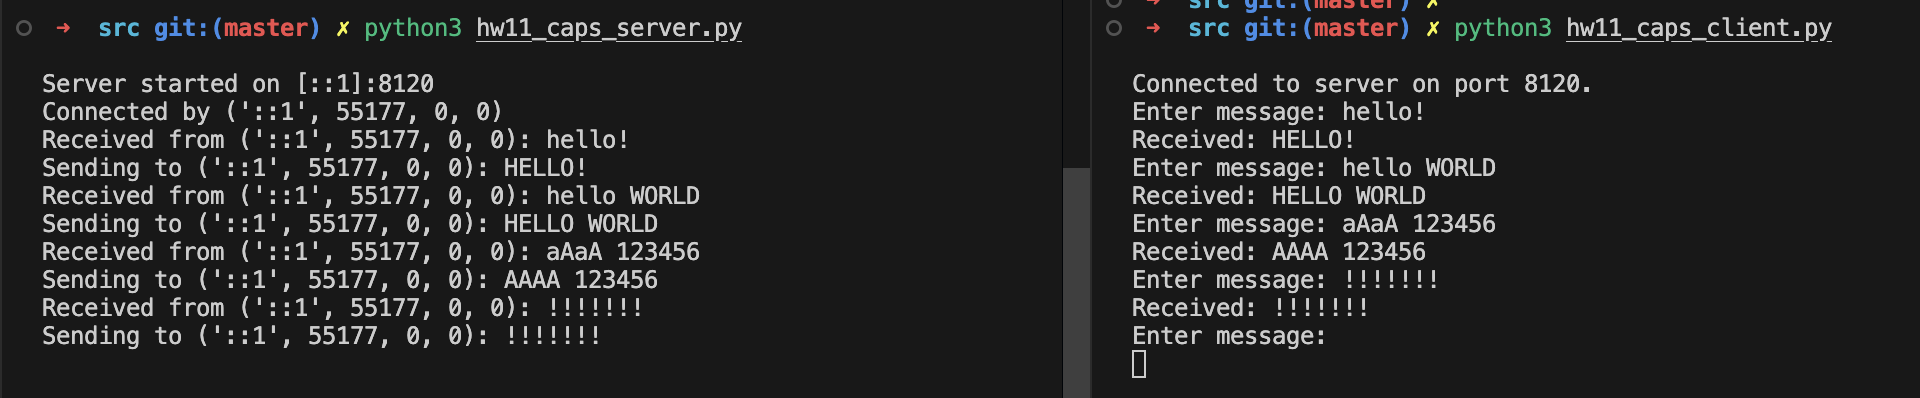 ➜ src git:(master) ✗ python3 hw11_caps_server.py
Server started on [::1]:8120
Connected by ('::1', 55177, 0, 0)
Received from ('::1', 55177, 0, 0): hello!
Sending to ('::1', 55177, 0, 0): HELLO!
Received from ('::1', 55177, 0, 0): hello WORLD
Sending to ('::1', 55177, 0, 0): HELLO WORLD
Received from ('::1', 55177, 0, 0): aAaA 123456
Sending to ('::1', 55177, 0, 0): AAAA 123456
Received from ('::1', 55177, 0, 0): !!!!!!!
Sending to ('::1', 55177, 0, 0): !!!!!!!
➜ src git:(master) ✗
➜ src git:(master) ✗ python3 hw11_caps_client.py
Connected to server on port 8120.
Enter message: hello!
Received: HELLO!
Enter message: hello WORLD
Received: HELLO WORLD
Enter message: aAaA 123456
Received: AAAA 123456
Enter message: !!!!!!!
Received: !!!!!!!
Enter message: